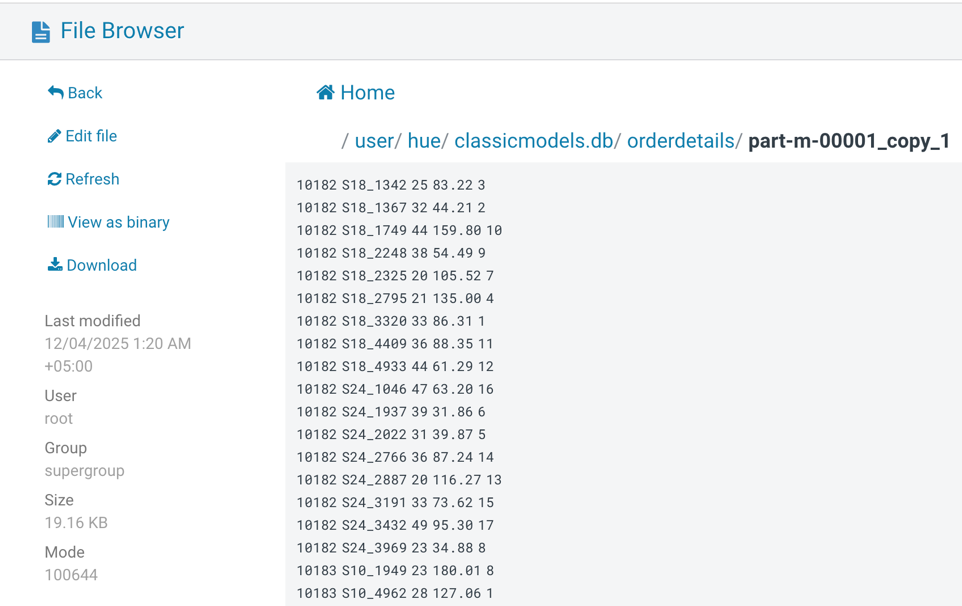 File Browser
Back
Edit file
Refresh
View as binary
Download
Last modified
12/04/2025 1:20 AM
+05:00
User
root
Group
supergroup
Size
19.16 KB
Mode
100644
Home
/ user/ hue/ classicmodels.db/ orderdetails/ part-m-00001_copy_1
10182 S18_1342 25 83.22 3
10182 S18_1367 32 44.21 2
10182 S18_1749 44 159.80 10
10182 S18_2248 38 54.49 9
10182 S18_2325 20 105.52 7
10182 S18_2795 21 135.00 4
10182 S18_3320 33 86.31 1
10182 S18_4409 36 88.35 11
10182 S18_4933 44 61.29 12
10182 S24_1046 47 63.20 16
10182 S24_1937 39 31.86 6
10182 S24_2022 31 39.87 5
10182 S24_2766 36 87.24 14
10182 S24_2887 20 116.27 13
10182 S24_3191 33 73.62 15
10182 S24_3432 49 95.30 17
10182 S24_3969 23 34.88 8
10183 S10_1949 23 180.01 8
10183 S10_4962 28 127.06 1